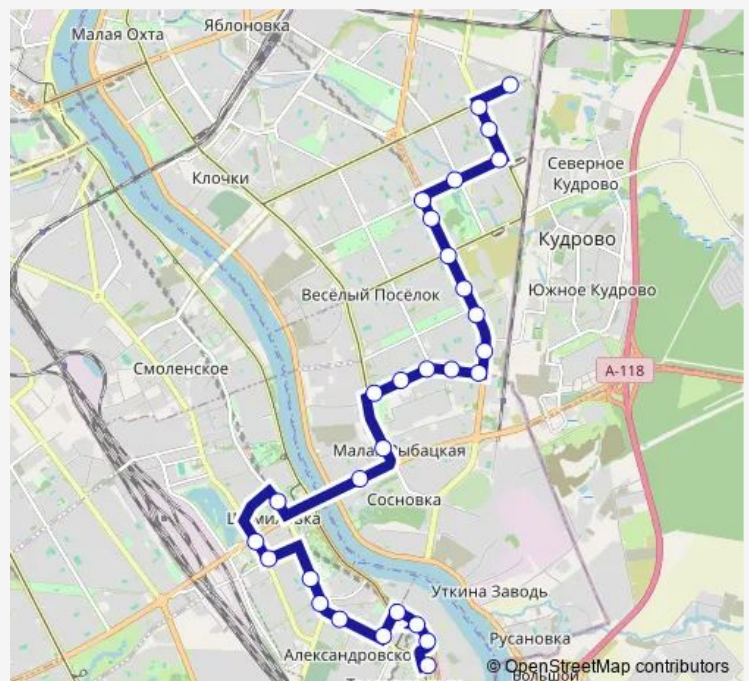 Яблоновка
Малая Охта
Северное
Кудрово
Клочки
Кудрово
Весёлый Посёлок
Южное Кудрово
Смоленское
А-118
Сосновка
Уткина Заводь
Русановка
© OpenStreetMap contributors